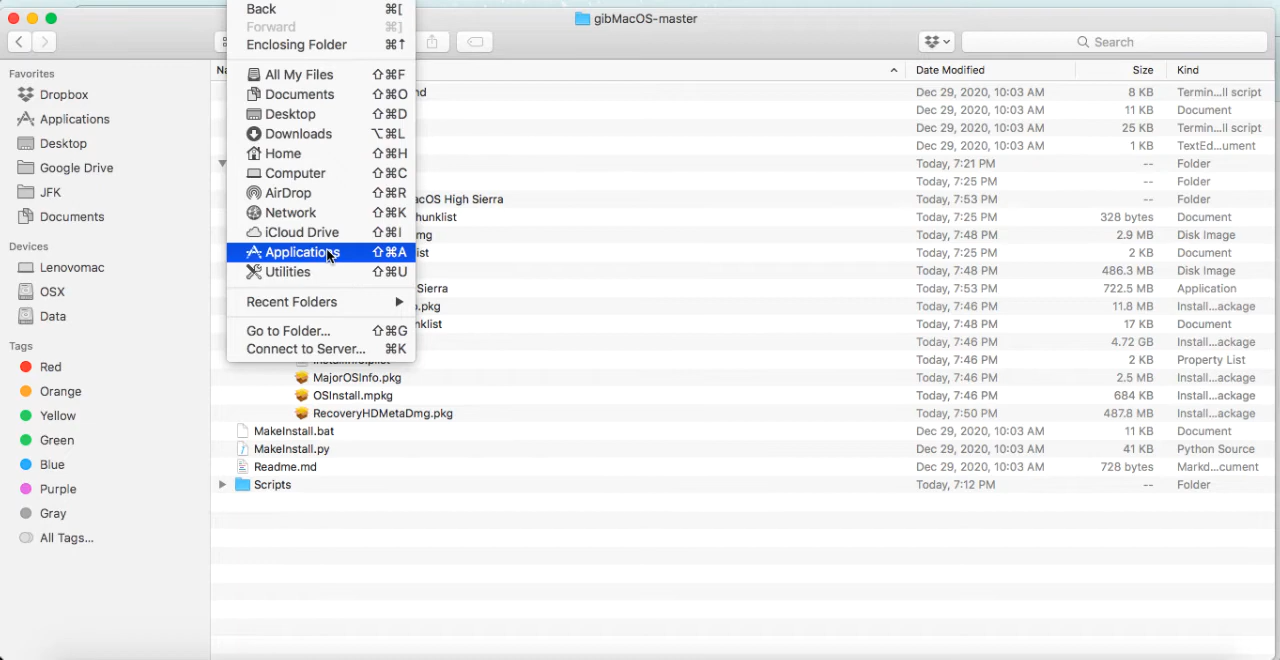 gibMacOS-master
Search
Favorites
Dropbox
Applications
Desktop
Google Drive
JFK
Documents
Devices
Lenovomac
OSX
Data
Tags
Red
Orange
Yellow
Green
Blue
Purple
Gray
All Tags...
Back ⌘[
Forward ⌘]
Enclosing Folder ⌘↑
All My Files ⇧⌘F
Documents ⇧⌘O
Desktop ⇧⌘D
Downloads ⌥⌘L
Home ⇧⌘H
Computer ⇧⌘C
AirDrop ⇧⌘R
Network ⇧⌘K
iCloud Drive ⇧⌘I
Applications ⇧⌘A
Utilities ⇧⌘U
Recent Folders
Go to Folder... ⇧⌘G
Connect to Server... ⌘K
Na Date Modified Size Kind
nd Dec 29, 2020, 10:03 AM 8 KB Termin...ll script
Dec 29, 2020, 10:03 AM 11 KB Document
Dec 29, 2020, 10:03 AM 25 KB Termin...ll script
Dec 29, 2020, 10:03 AM 1 KB TextEd...ument
Today, 7:21 PM -- Folder
Today, 7:25 PM -- Folder
acOS High Sierra Today, 7:53 PM -- Folder
hunklist Today, 7:25 PM 328 bytes Document
mg Today, 7:48 PM 2.9 MB Disk Image
ist Today, 7:25 PM 2 KB Document
Today, 7:48 PM 486.3 MB Disk Image
Sierra Today, 7:53 PM 722.5 MB Application
o.pkg Today, 7:46 PM 11.8 MB Install...ackage
nklist Today, 7:48 PM 17 KB Document
Today, 7:46 PM 4.72 GB Install...ackage
InstallInfo.plist Today, 7:46 PM 2 KB Property List
MajorOSInfo.pkg Today, 7:46 PM 2.5 MB Install...ackage
OSInstall.mpkg Today, 7:46 PM 684 KB Install...ackage
RecoveryHDMetaDmg.pkg Today, 7:50 PM 487.8 MB Install...ackage
MakeInstall.bat Dec 29, 2020, 10:03 AM 11 KB Document
MakeInstall.py Dec 29, 2020, 10:03 AM 41 KB Python Source
Readme.md Dec 29, 2020, 10:03 AM 728 bytes Markd...cument
Scripts Today, 7:12 PM -- Folder